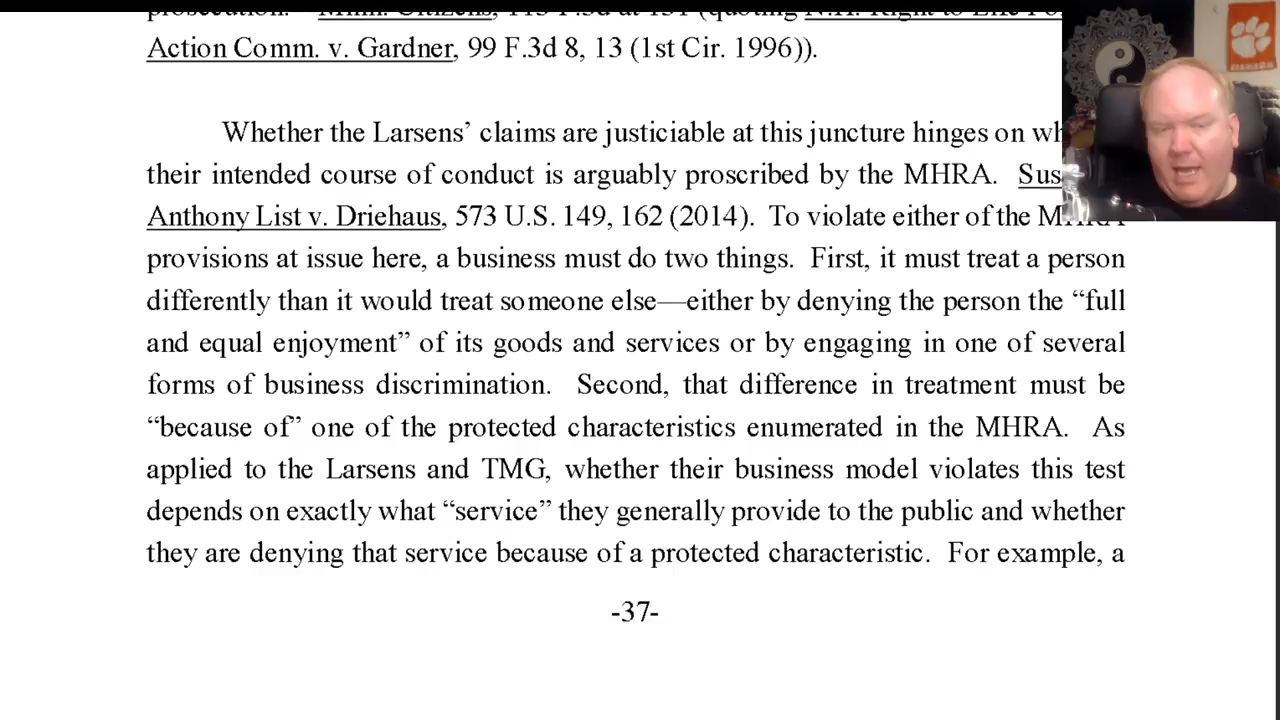 Action Comm. v. Gardner, 99 F.3d 8, 13 (1st Cir. 1996)).
Whether the Larsens’ claims are justiciable at this juncture hinges on
their intended course of conduct is arguably proscribed by the MHRA.
Anthony List v. Driehaus, 573 U.S. 149, 162 (2014). To violate either of the MHRA
provisions at issue here, a business must do two things. First, it must treat a person
differently than it would treat someone else—either by denying the person the “full
and equal enjoyment” of its goods and services or by engaging in one of several
forms of business discrimination. Second, that difference in treatment must be
“because of” one of the protected characteristics enumerated in the MHRA. As
applied to the Larsens and TMG, whether their business model violates this test
depends on exactly what “service” they generally provide to the public and whether
they are denying that service because of a protected characteristic. For example, a
-37-